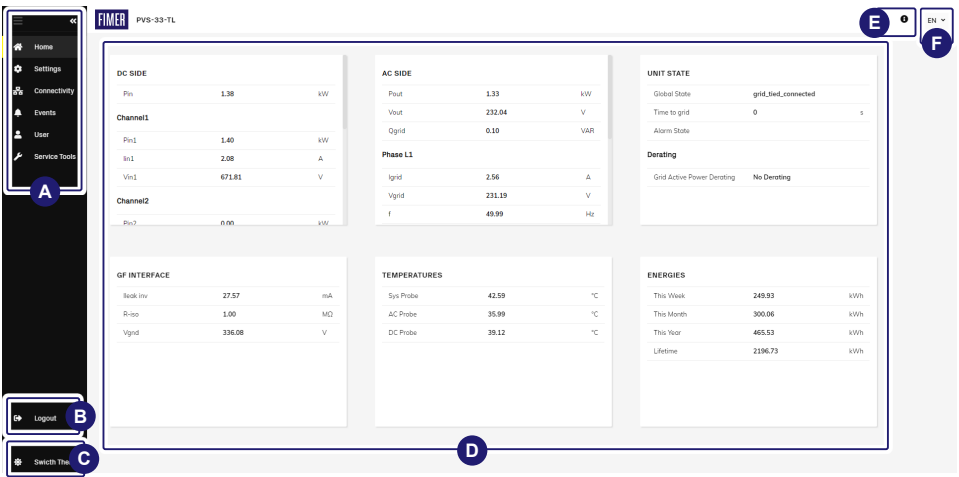 FIMER PVS-33-TL
E
EN
F
Home
Settings
Connectivity
Events
User
Service Tools
A
Logout
B
Swicth The
C
DC SIDE
Pin 1.38 kW
Channel1
Pin1 1.40 kW
Iin1 2.08 A
Vin1 671.81 V
Channel2
Pin2 0.00 kW
AC SIDE
Pout 1.33 kW
Vout 232.04 V
Qgrid 0.10 VAR
Phase L1
Igrid 2.56 A
Vgrid 231.19 V
f 49.99 Hz
UNIT STATE
Global State grid_tied_connected
Time to grid 0 s
Alarm State
Derating
Grid Active Power Derating No Derating
GF INTERFACE
Ileak inv 27.57 mA
R-iso 1.00 MΩ
Vgnd 336.08 V
TEMPERATURES
Sys Probe 42.59 °C
AC Probe 35.99 °C
DC Probe 39.12 °C
ENERGIES
This Week 249.93 kWh
This Month 300.06 kWh
This Year 465.53 kWh
Lifetime 2196.73 kWh
D